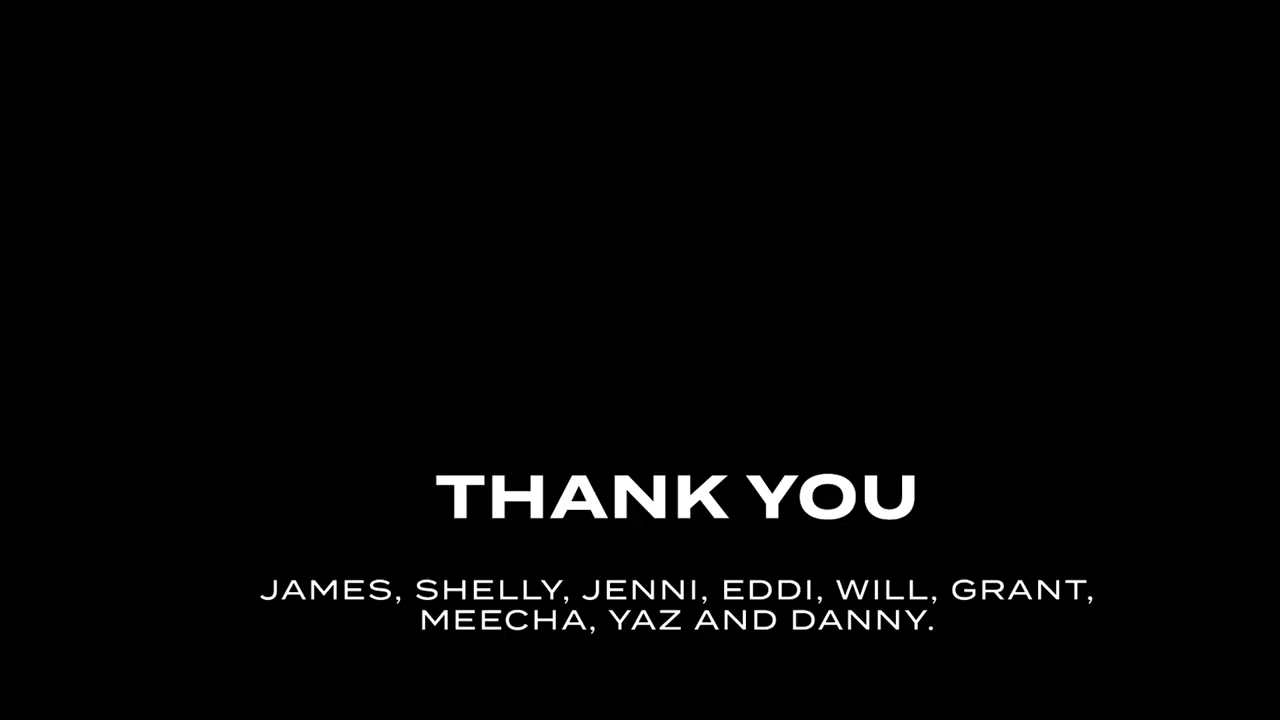 THANK YOU
JAMES, SHELLY, JENNI, EDDI, WILL, GRANT,
MEECHA, YAZ AND DANNY.